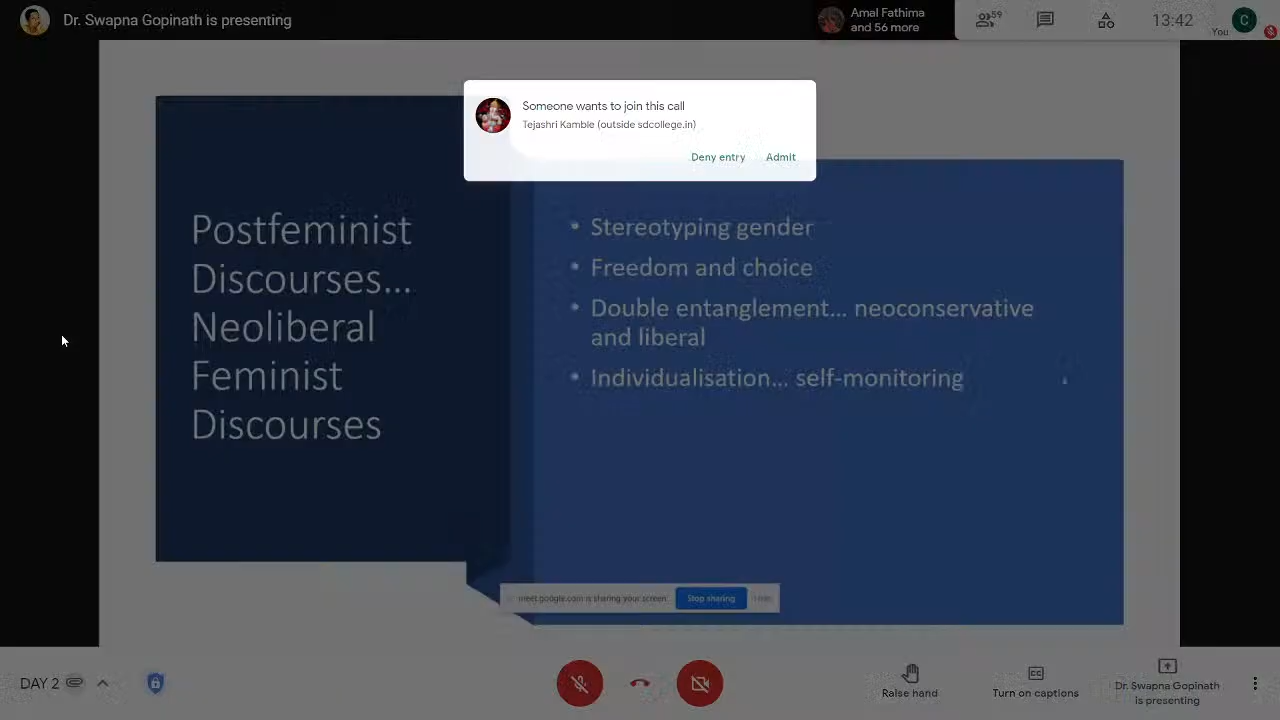 Dr. Swapna Gopinath is presenting
Amal Fathima
and 56 more
59
13:42
You
C
Someone wants to join this call
Tejashri Kamble (outside sdcollege.in)
Deny entry
Admit
Postfeminist
Discourses...
Neoliberal
Feminist
Discourses
• Stereotyping gender
• Freedom and choice
• Double entanglement... neoconservative
and liberal
• Individualisation... self-monitoring
meet.google.com is sharing your screen.
Stop sharing
Hide
DAY 2
Raise hand
CC
Turn on captions
Dr. Swapna Gopinath
is presenting